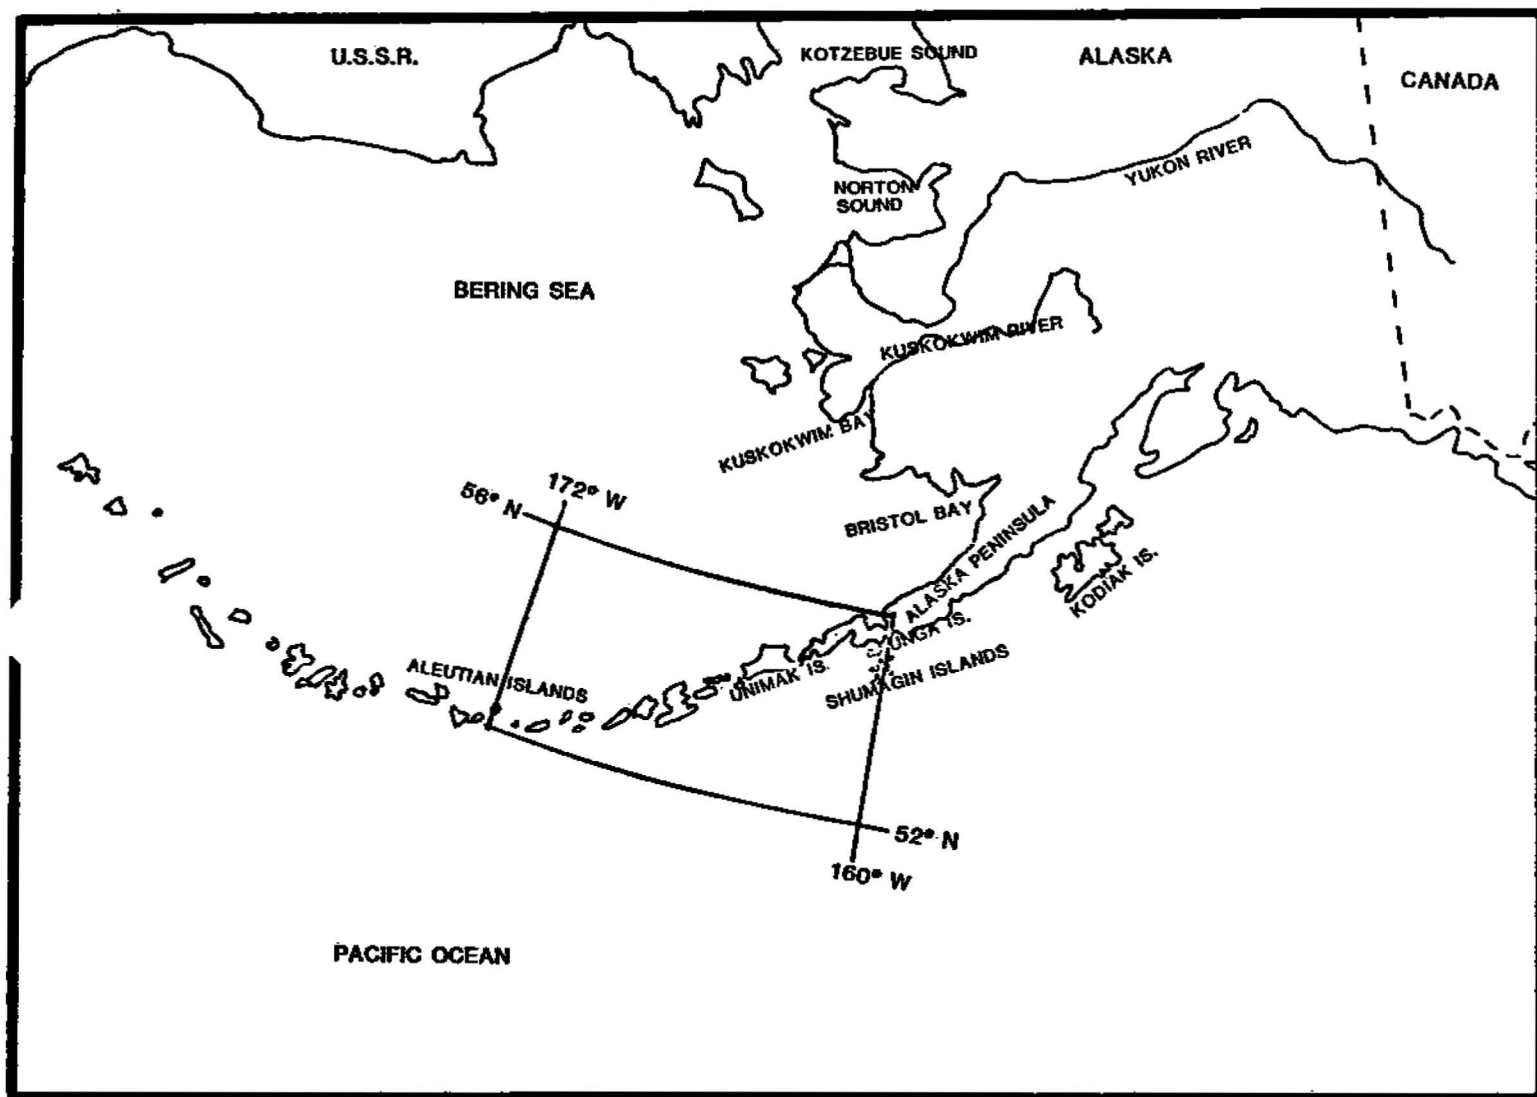 U.S.S.R.
KOTZEBUE SOUND
ALASKA
CANADA
YUKON RIVER
NORTON
SOUND
BERING SEA
KUSKOKWIM RIVER
KUSKOKWIM BAY
172° W
56° N
BRISTOL BAY
ALASKA PENINSULA
KODIAK IS.
UNGA IS.
ALEUTIAN ISLANDS
UNIMAK IS.
SHUMAGIN ISLANDS
52° N
160° W
PACIFIC OCEAN